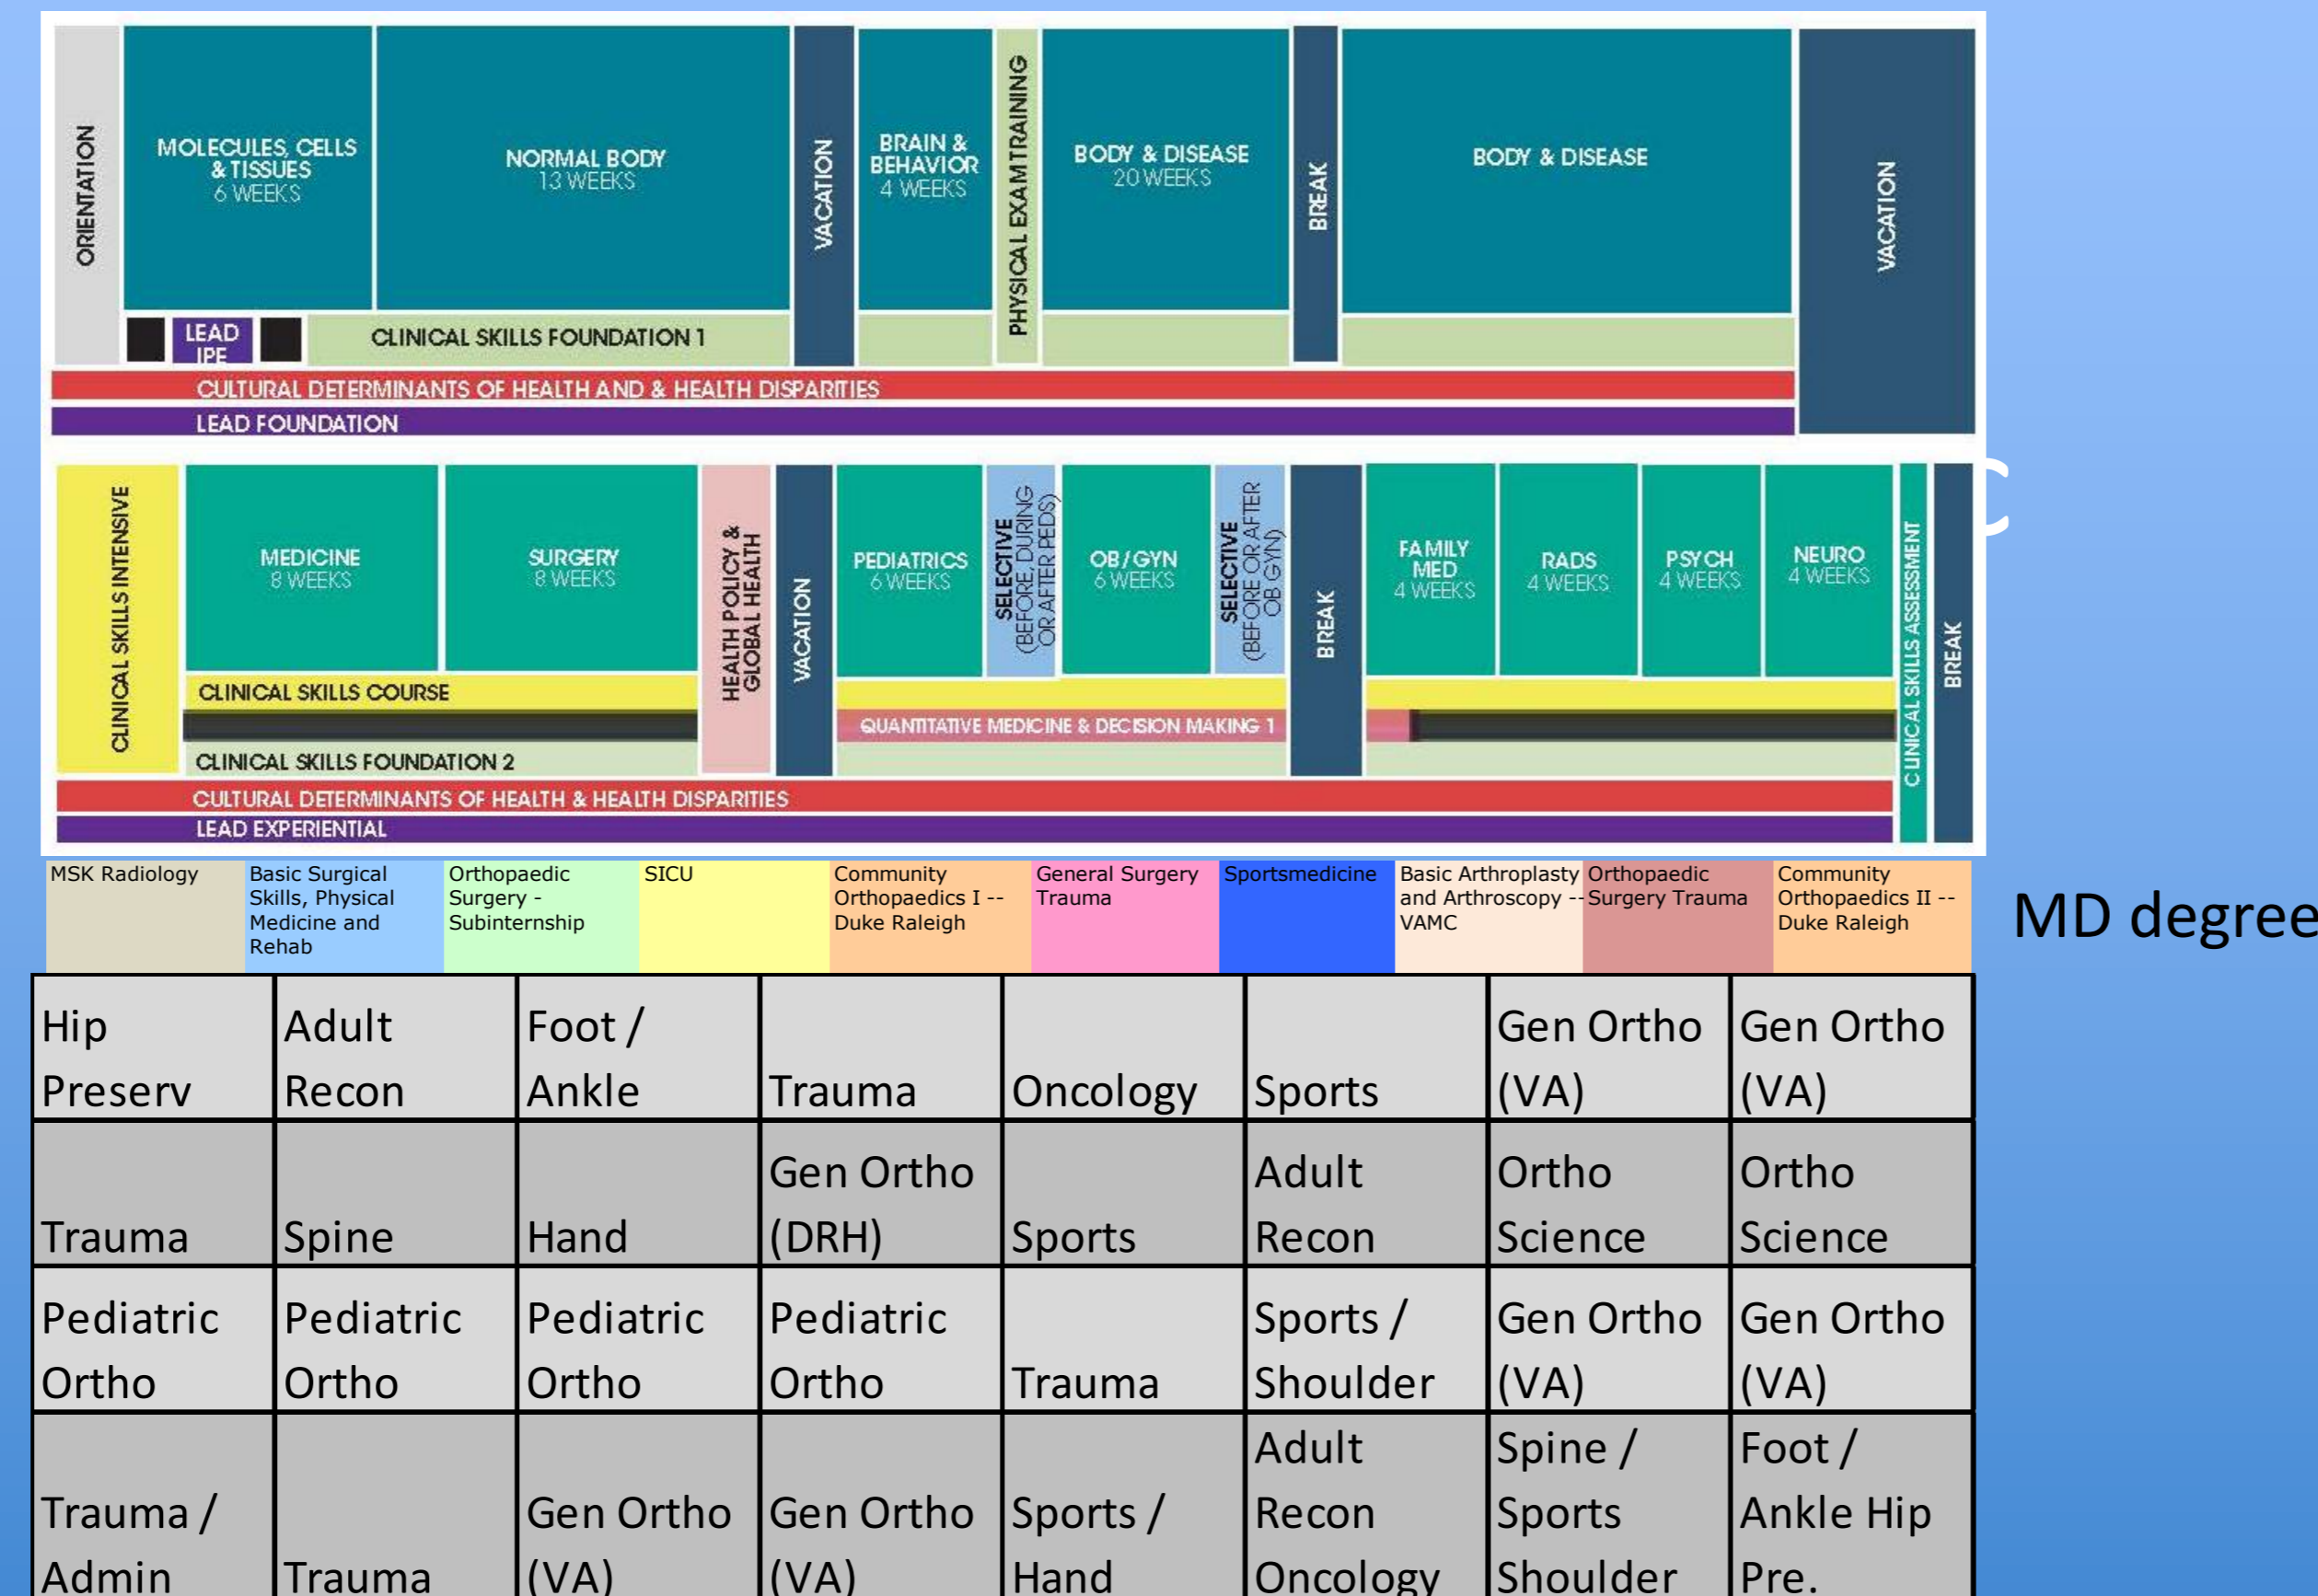 ORIENTATION
MOLECULES, CELLS
& TISSUES
6 WEEKS
NORMAL BODY
13 WEEKS
VACATION
BRAIN &
BEHAVIOR
4 WEEKS
PHYSICAL EXAM TRAINING
BODY & DISEASE
20 WEEKS
BREAK
BODY & DISEASE
VACATION
LEAD
IPE
CLINICAL SKILLS FOUNDATION 1
CULTURAL DETERMINANTS OF HEALTH AND & HEALTH DISPARITIES
LEAD FOUNDATION
CLINICAL SKILLS INTENSIVE
MEDICINE
8 WEEKS
SURGERY
8 WEEKS
HEALTH POLICY &
GLOBAL HEALTH
VACATION
PEDIATRICS
6 WEEKS
SELECTIVE
(BEFORE, DURING
OR AFTER PEDS)
OB/GYN
6 WEEKS
SELECTIVE
(BEFORE OR AFTER
OB GYN)
BREAK
FAMILY
MED
4 WEEKS
RADS
4 WEEKS
PSYCH
4 WEEKS
NEURO
4 WEEKS
CLINICAL SKILLS ASSESSMENT
BREAK
CLINICAL SKILLS COURSE
QUANTITATIVE MEDICINE & DECISION MAKING 1
CLINICAL SKILLS FOUNDATION 2
CULTURAL DETERMINANTS OF HEALTH & HEALTH DISPARITIES
LEAD EXPERIENTIAL
MSK Radiology
Basic Surgical
Skills, Physical
Medicine and
Rehab
Orthopaedic
Surgery -
Subinternship
SICU
Community
Orthopaedics I --
Duke Raleigh
General Surgery
Trauma
Sportsmedicine
Basic Arthroplasty
and Arthroscopy --
VAMC
Orthopaedic
Surgery Trauma
Community
Orthopaedics II --
Duke Raleigh
MD degree
Hip
Preserv
Adult
Recon
Foot /
Ankle
Trauma
Oncology
Sports
Gen Ortho
(VA)
Gen Ortho
(VA)
Trauma
Spine
Hand
Gen Ortho
(DRH)
Sports
Adult
Recon
Ortho
Science
Ortho
Science
Pediatric
Ortho
Pediatric
Ortho
Pediatric
Ortho
Pediatric
Ortho
Trauma
Sports /
Shoulder
Gen Ortho
(VA)
Gen Ortho
(VA)
Trauma /
Admin
Trauma
Gen Ortho
(VA)
Gen Ortho
(VA)
Sports /
Hand
Adult
Recon
Oncology
Spine /
Sports
Shoulder
Foot /
Ankle Hip
Pre.